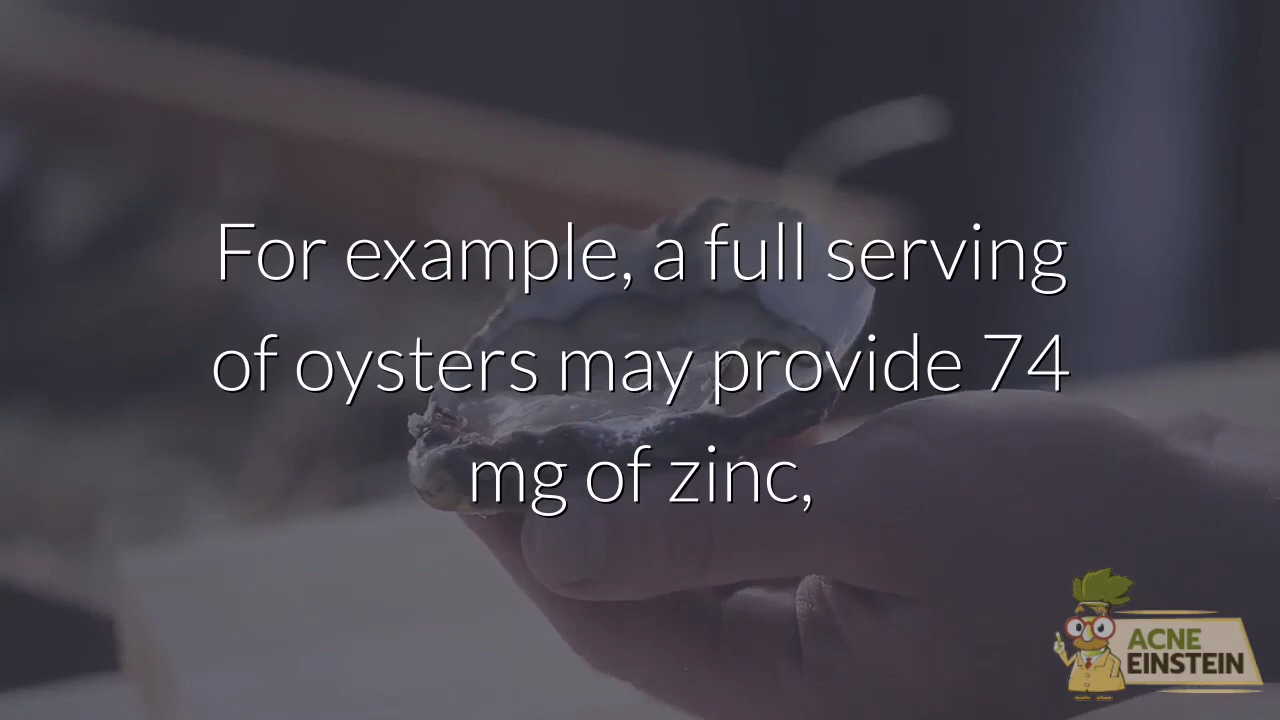 For example, a full serving
of oysters may provide 74
mg of zinc,
ACNE
EINSTEIN